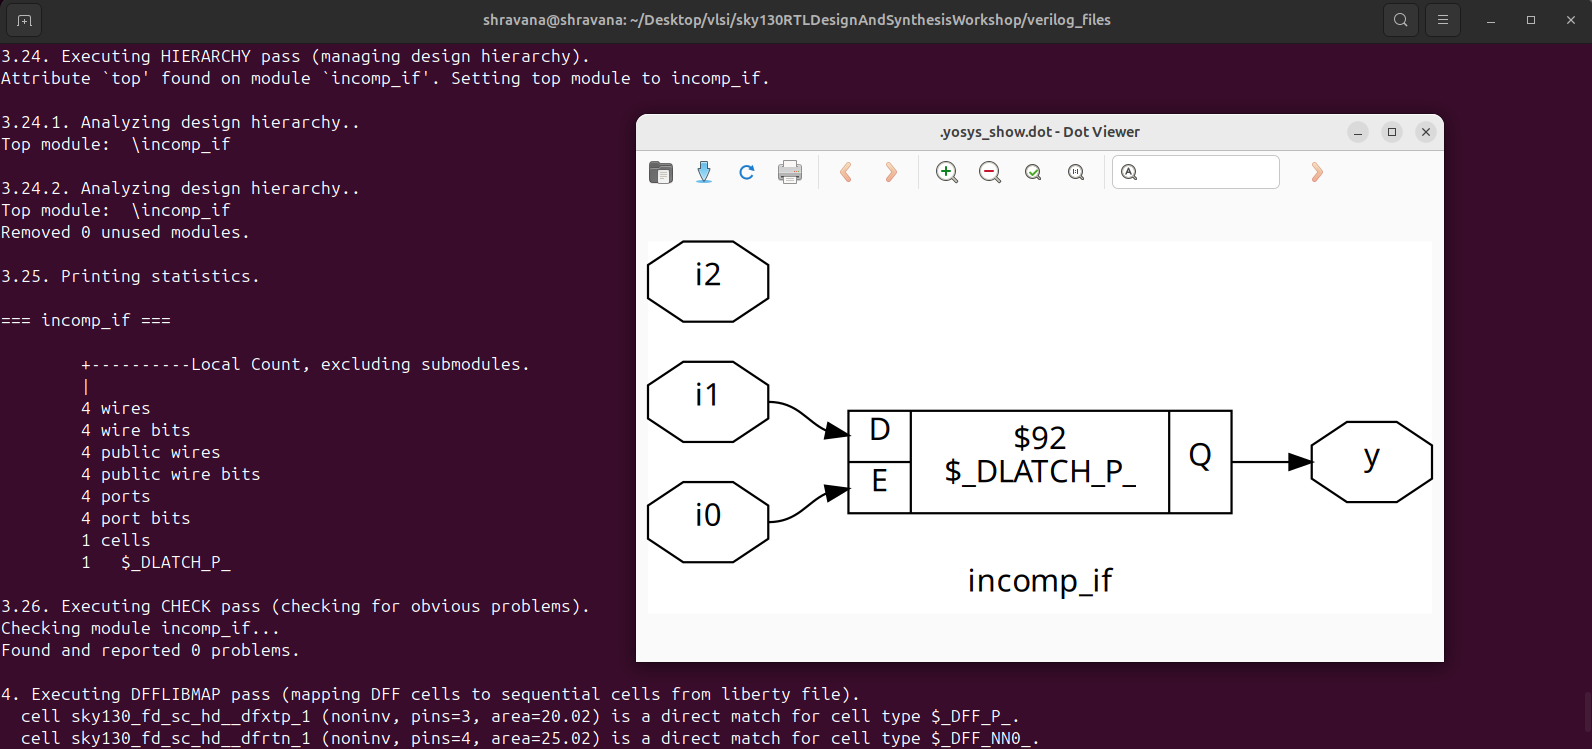 shravana@shravana: ~/Desktop/vlsi/sky130RTLDesignAndSynthesisWorkshop/verilog_files
3.24. Executing HIERARCHY pass (managing design hierarchy).
Attribute `top' found on module `incomp_if'. Setting top module to incomp_if.
3.24.1. Analyzing design hierarchy..
Top module:  \incomp_if
3.24.2. Analyzing design hierarchy..
Top module:  \incomp_if
Removed 0 unused modules.
3.25. Printing statistics.
=== incomp_if ===
+----------Local Count, excluding submodules.
|
4 wires
4 wire bits
4 public wires
4 public wire bits
4 ports
4 port bits
1 cells
1   $_DLATCH_P_
3.26. Executing CHECK pass (checking for obvious problems).
Checking module incomp_if...
Found and reported 0 problems.
4. Executing DFFLIBMAP pass (mapping DFF cells to sequential cells from liberty file).
cell sky130_fd_sc_hd__dfxtp_1 (noninv, pins=3, area=20.02) is a direct match for cell type $_DFF_P_.
cell sky130_fd_sc_hd__dfrtn_1 (noninv, pins=4, area=25.02) is a direct match for cell type $_DFF_NN0_.
.yosys_show.dot - Dot Viewer
i2
i1
i0
D
E
$92
$_DLATCH_P_
Q
y
incomp_if